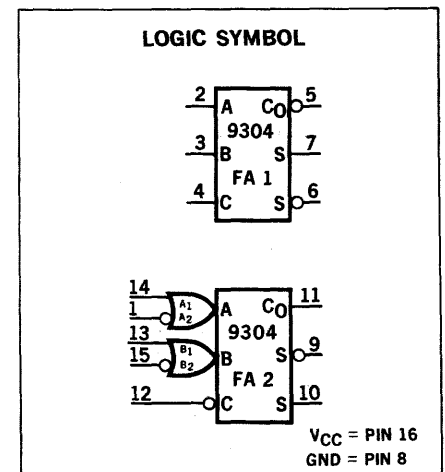 LOGIC SYMBOL
2 A CO 5
9304
3 B S 7
FA 1
4 C S 6
14 A1 A CO 11
1 A2
9304
13 B1 B S 9
15 B2
FA 2
12 C S 10
VCC = PIN 16
GND = PIN 8